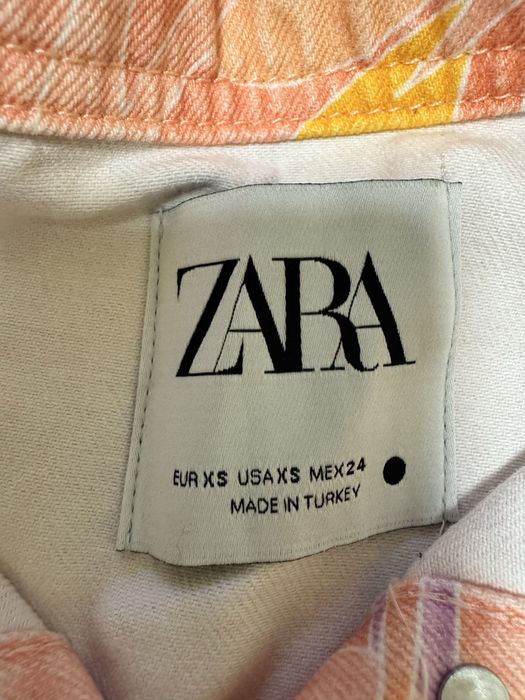 ZARA
EUR XS USA XS MEX 24
MADE IN TURKEY